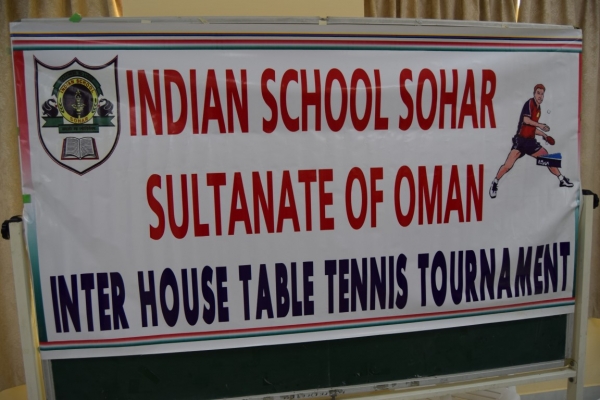 INDIAN SCHOOL SOHAR
SULTANATE OF OMAN
INTER HOUSE TABLE TENNIS TOURNAMENT